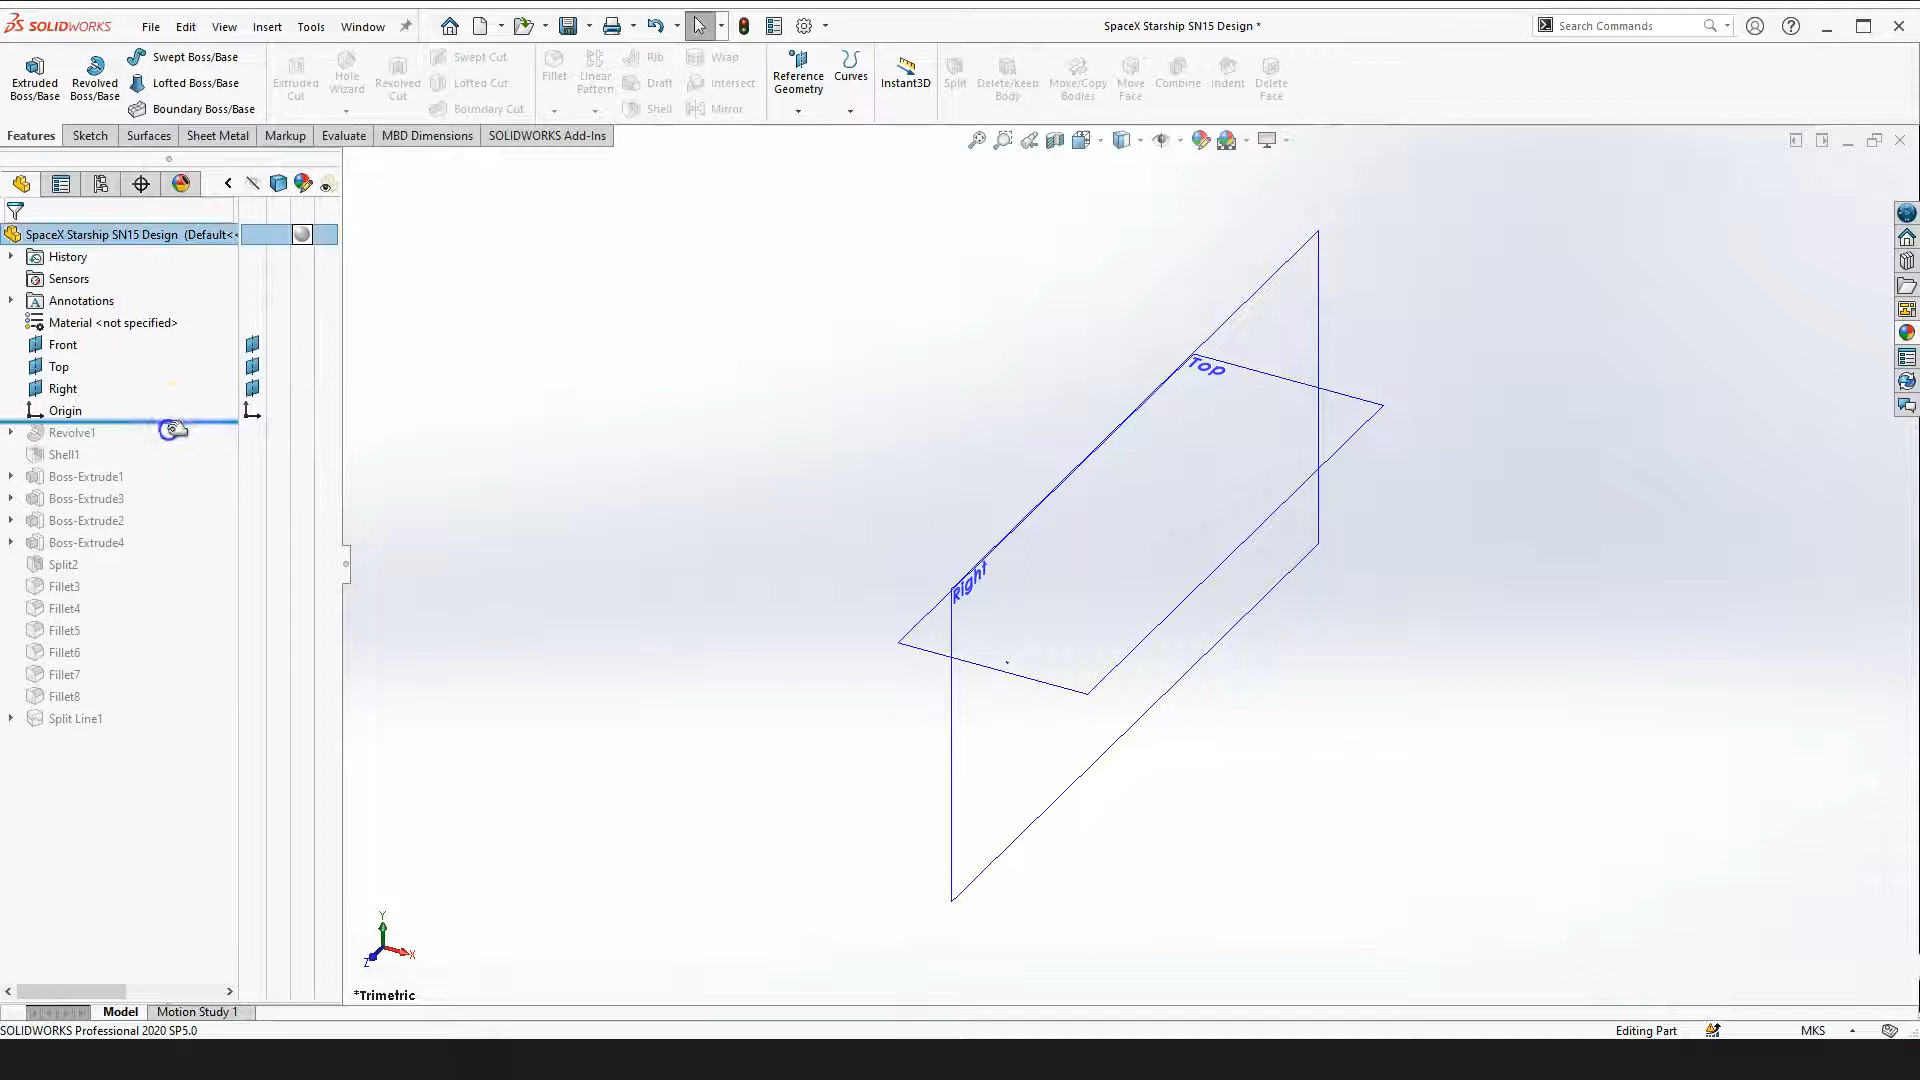 SOLIDWORKS
File
Edit
View
Insert
Tools
Window
SpaceX Starship SN15 Design *
Search Commands
Extruded Boss/Base
Revolved Boss/Base
Swept Boss/Base
Lofted Boss/Base
Boundary Boss/Base
Extruded Cut
Hole Wizard
Revolved Cut
Swept Cut
Lofted Cut
Boundary Cut
Fillet
Linear Pattern
Rib
Draft
Shell
Wrap
Intersect
Mirror
Reference Geometry
Curves
Instant3D
Split
Delete/Keep Body
Move/Copy Bodies
Move Face
Combine
Indent
Delete Face
Features
Sketch
Surfaces
Sheet Metal
Markup
Evaluate
MBD Dimensions
SOLIDWORKS Add-Ins
SpaceX Starship SN15 Design (Default<<
History
Sensors
Annotations
Material <not specified>
Front
Top
Right
Origin
Revolve1
Shell1
Boss-Extrude1
Boss-Extrude3
Boss-Extrude2
Boss-Extrude4
Split2
Fillet3
Fillet4
Fillet5
Fillet6
Fillet7
Fillet8
Split Line1
Top
Right
Y
X
Z
*Trimetric
Model
Motion Study 1
SOLIDWORKS Professional 2020 SP5.0
Editing Part
MKS